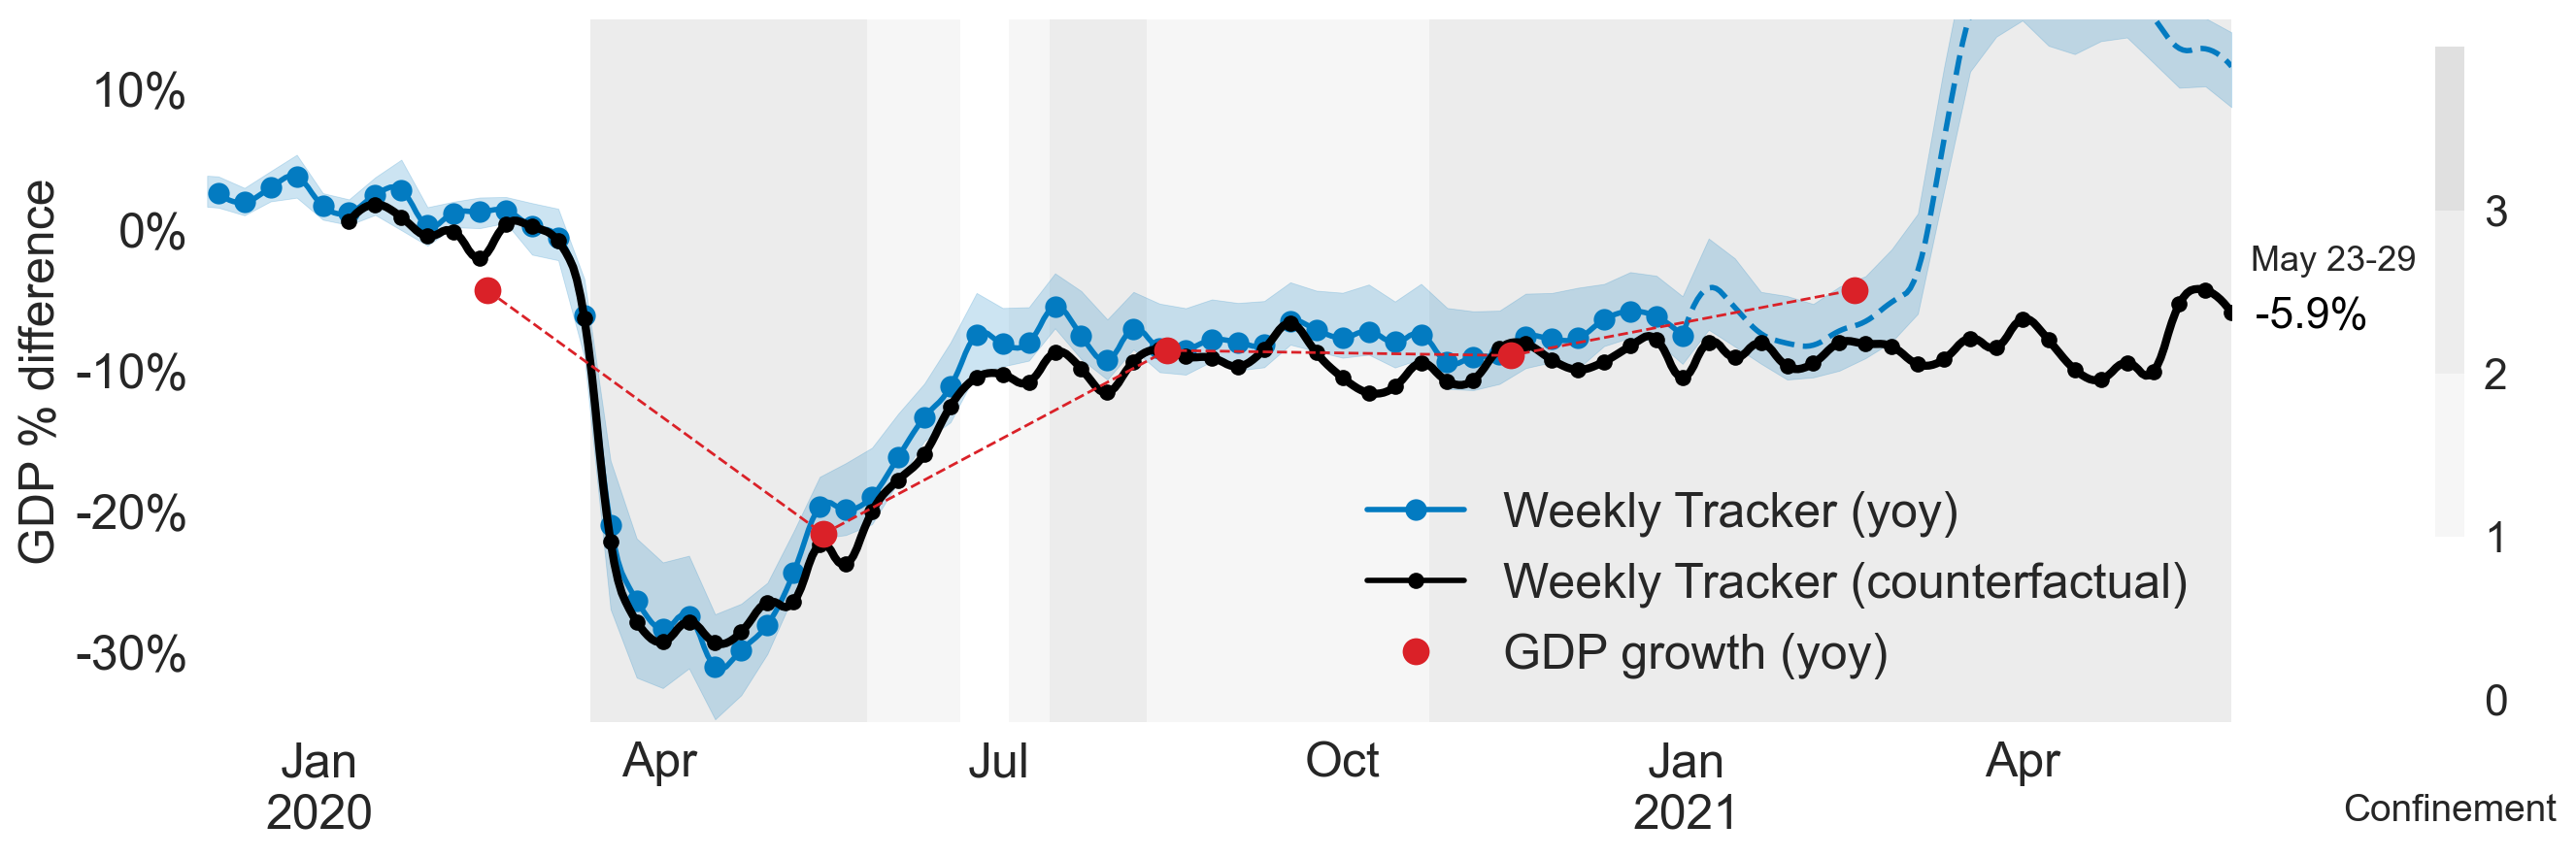 GDP % difference
10%
0%
-10%
-20%
-30%
Jan
2020
Apr
Jul
Oct
Jan
2021
Apr
Weekly Tracker (yoy)
Weekly Tracker (counterfactual)
GDP growth (yoy)
May 23-29
-5.9%
3
2
1
0
Confinement